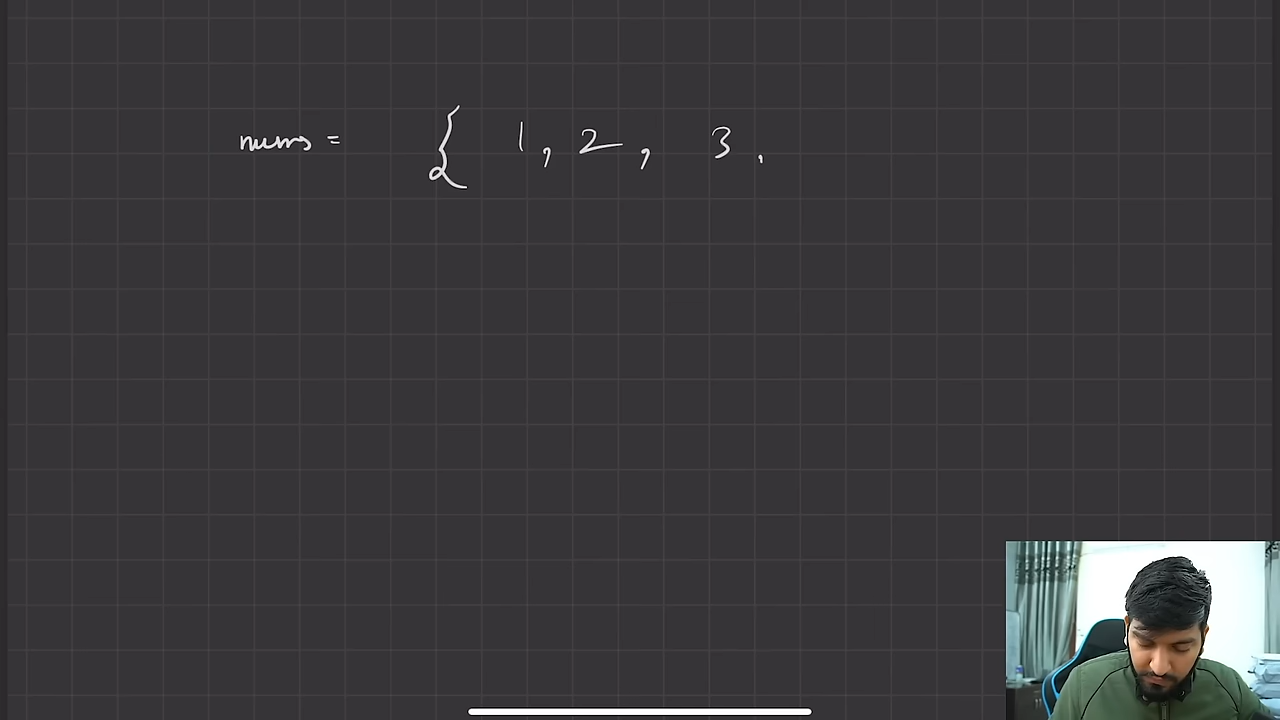 nums = { 1, 2, 3.